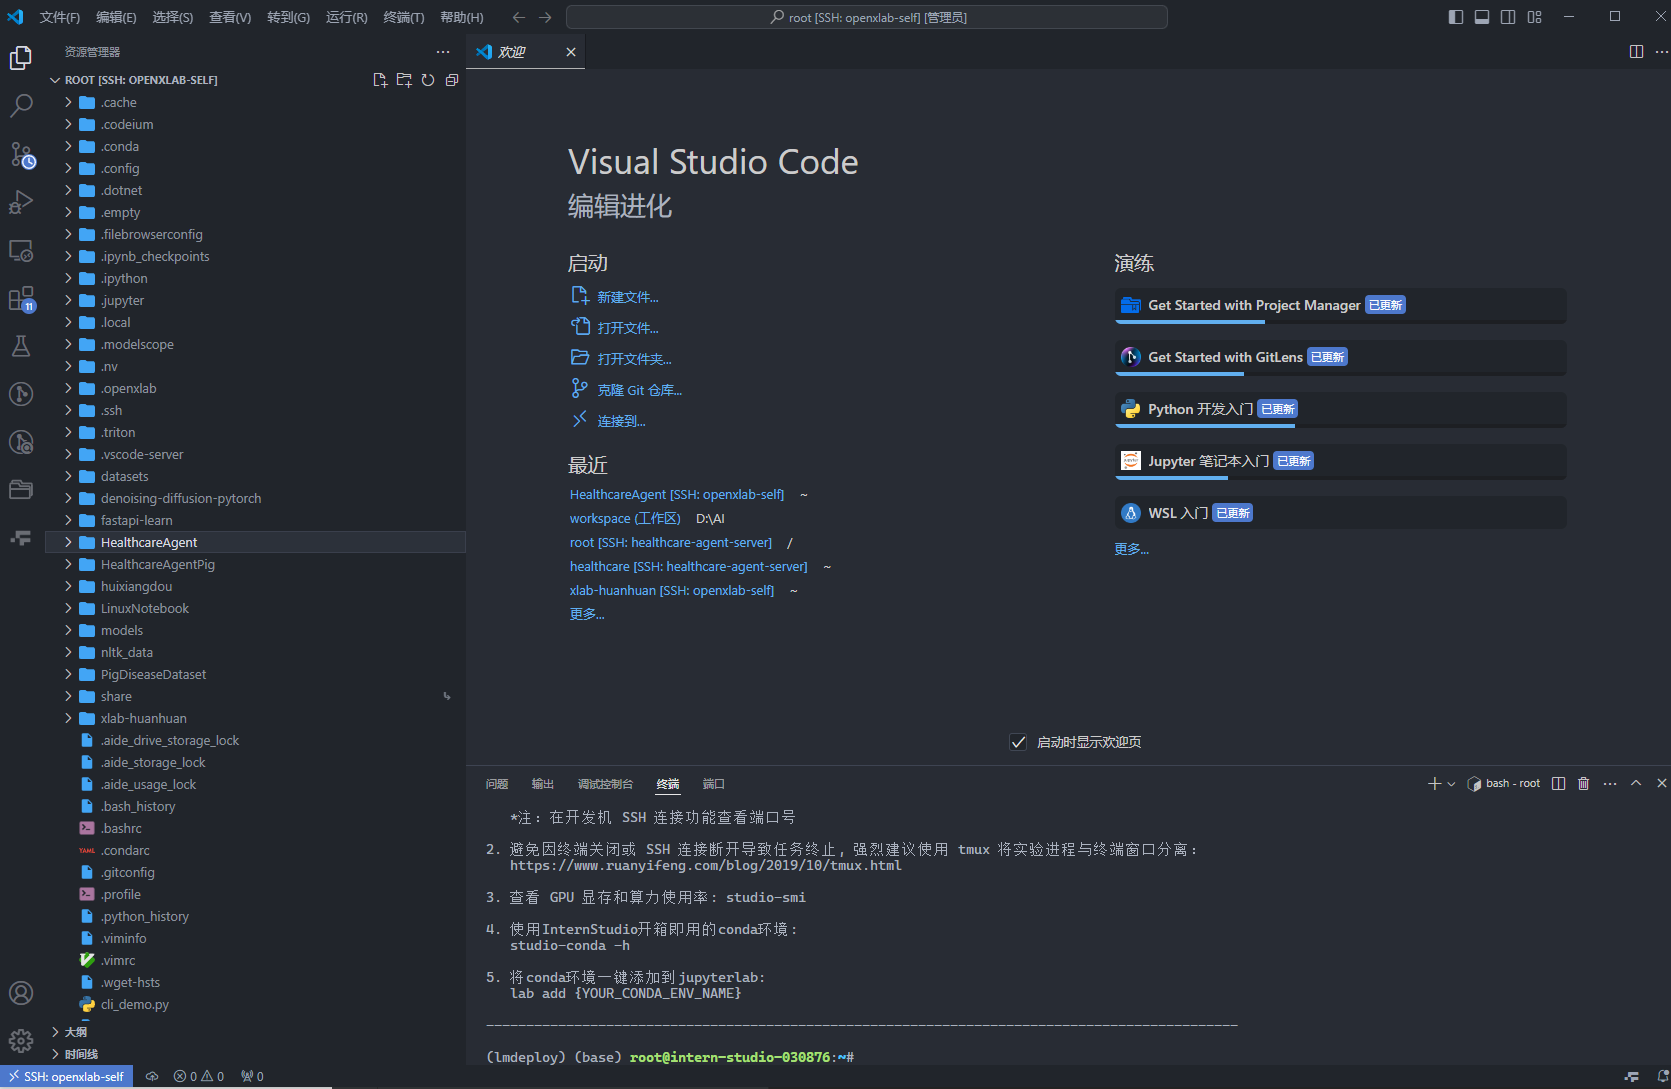 文件(F) 编辑(E) 选择(S) 查看(V) 转到(G) 运行(R) 终端(T) 帮助(H) root [SSH: openxlab-self] [管理员]
资源管理器
ROOT [SSH: OPENXLAB-SELF]
.cache
.codeium
.conda
.config
.dotnet
.empty
.filebrowserconfig
.ipynb_checkpoints
.ipython
.jupyter
.local
.modelscope
.nv
.openxlab
.ssh
.triton
.vscode-server
datasets
denoising-diffusion-pytorch
fastapi-learn
HealthcareAgent
HealthcareAgentPig
huixiangdou
LinuxNotebook
models
nltk_data
PigDiseaseDataset
share
xlab-huanhuan
.aide_drive_storage_lock
.aide_storage_lock
.aide_usage_lock
.bash_history
.bashrc
YAML .condarc
.gitconfig
.profile
.python_history
.viminfo
.vimrc
.wget-hsts
cli_demo.py
大纲
时间线
11
欢迎
Visual Studio Code
编辑进化
启动
新建文件...
打开文件...
打开文件夹...
克隆 Git 仓库...
连接到...
最近
HealthcareAgent [SSH: openxlab-self] ~
workspace (工作区) D:\AI
root [SSH: healthcare-agent-server] /
healthcare [SSH: healthcare-agent-server] ~
xlab-huanhuan [SSH: openxlab-self] ~
更多...
演练
Get Started with Project Manager 已更新
Get Started with GitLens 已更新
Python 开发入门 已更新
Jupyter 笔记本入门 已更新
WSL 入门 已更新
更多...
启动时显示欢迎页
问题 输出 调试控制台 终端 端口 bash - root
*注: 在开发机 SSH 连接功能查看端口号
2. 避免因终端关闭或 SSH 连接断开导致任务终止, 强烈建议使用 tmux 将实验进程与终端窗口分离:
https://www.ruanyifeng.com/blog/2019/10/tmux.html
3. 查看 GPU 显存和算力使用率: studio-smi
4. 使用InternStudio开箱即用的conda环境:
studio-conda -h
5. 将conda环境一键添加到jupyterlab:
lab add {YOUR_CONDA_ENV_NAME}
(lmdeploy) (base) root@intern-studio-030876:~#
SSH: openxlab-self 0 0 0